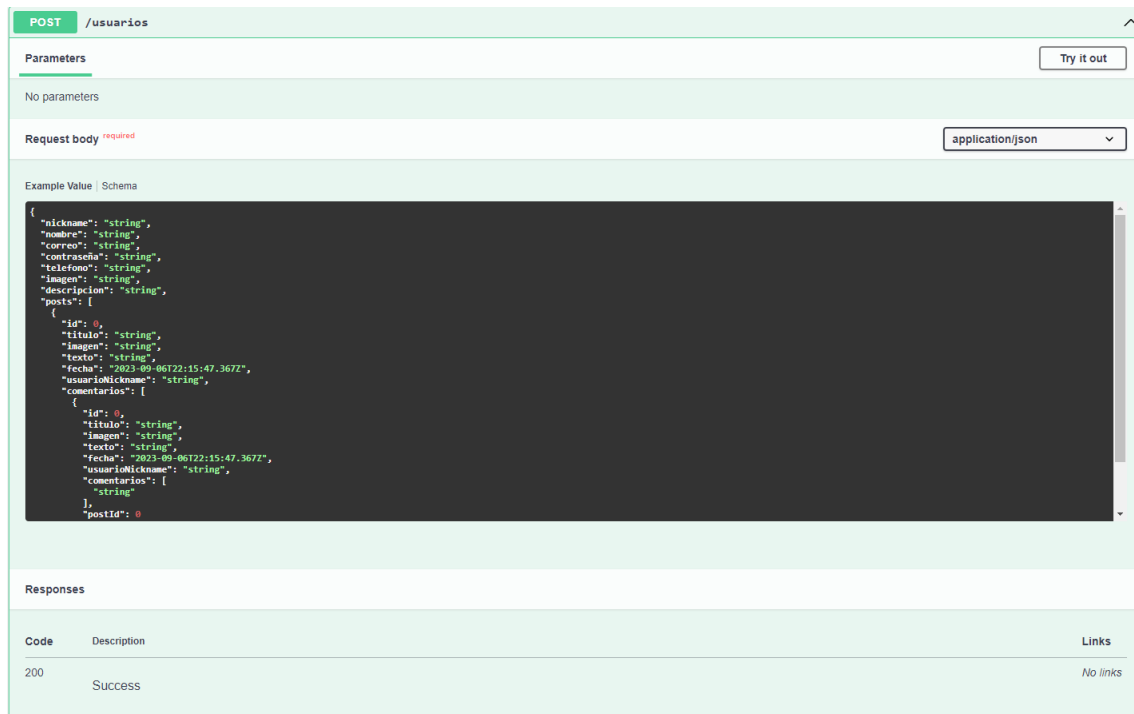 POST /usuarios
Parameters
Try it out
No parameters
Request body required
application/json
Example Value | Schema
{
"nickname": "string",
"nombre": "string",
"correo": "string",
"contraseña": "string",
"telefono": "string",
"imagen": "string",
"descripcion": "string",
"posts": [
{
"id": 0,
"titulo": "string",
"imagen": "string",
"texto": "string",
"fecha": "2023-09-06T22:15:47.367Z",
"usuarioNickname": "string",
"comentarios": [
{
"id": 0,
"titulo": "string",
"imagen": "string",
"texto": "string",
"fecha": "2023-09-06T22:15:47.367Z",
"usuarioNickname": "string",
"comentarios": [
"string"
],
"postId": 0
Responses
Code Description Links
200 Success No links